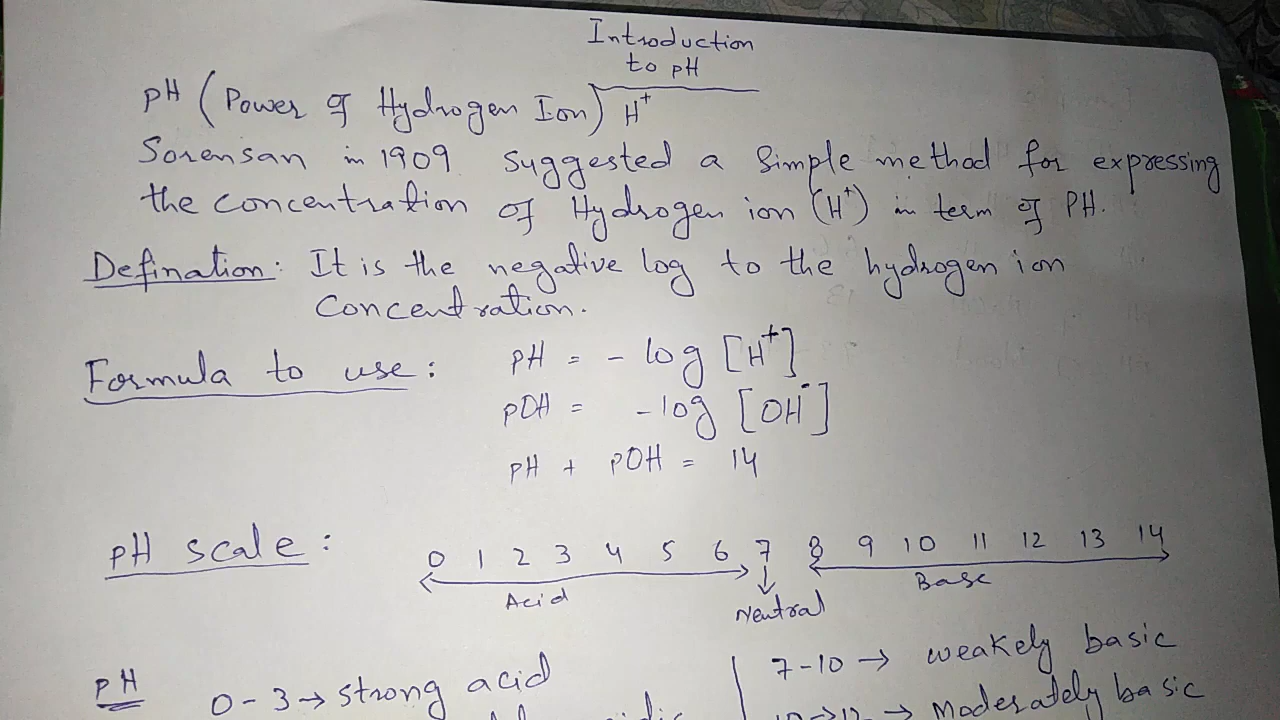 Introduction
to pH
pH (Power of Hydrogen Ion) H⁺
Sorensan in 1909 suggested a simple method for expressing
the concentration of Hydrogen ion (H⁺) in term of PH.
Defination: It is the negative log to the hydrogen ion
concentration.
Formula to use: pH = - log [H⁺]
pOH = - log [OH⁻]
pH + pOH = 14
pH scale: 0 1 2 3 4 5 6 7 8 9 10 11 12 13 14
Acid Neutral Base
pH 0-3 → strong acid
7-10 → weakely basic
→ Moderately basic